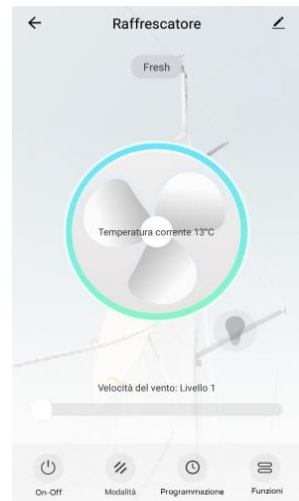 Raffrescatore
Fresh
Temperatura corrente 13°C
Velocità del vento: Livello 1
On-Off Modalità Programmazione Funzioni